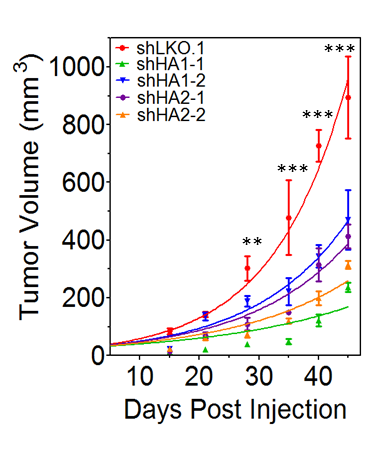 shLKO.1
shHA1-1
shHA1-2
shHA2-1
shHA2-2
***
***
***
**
1000
800
600
400
200
0
Tumor Volume (mm³)
10 20 30 40
Days Post Injection